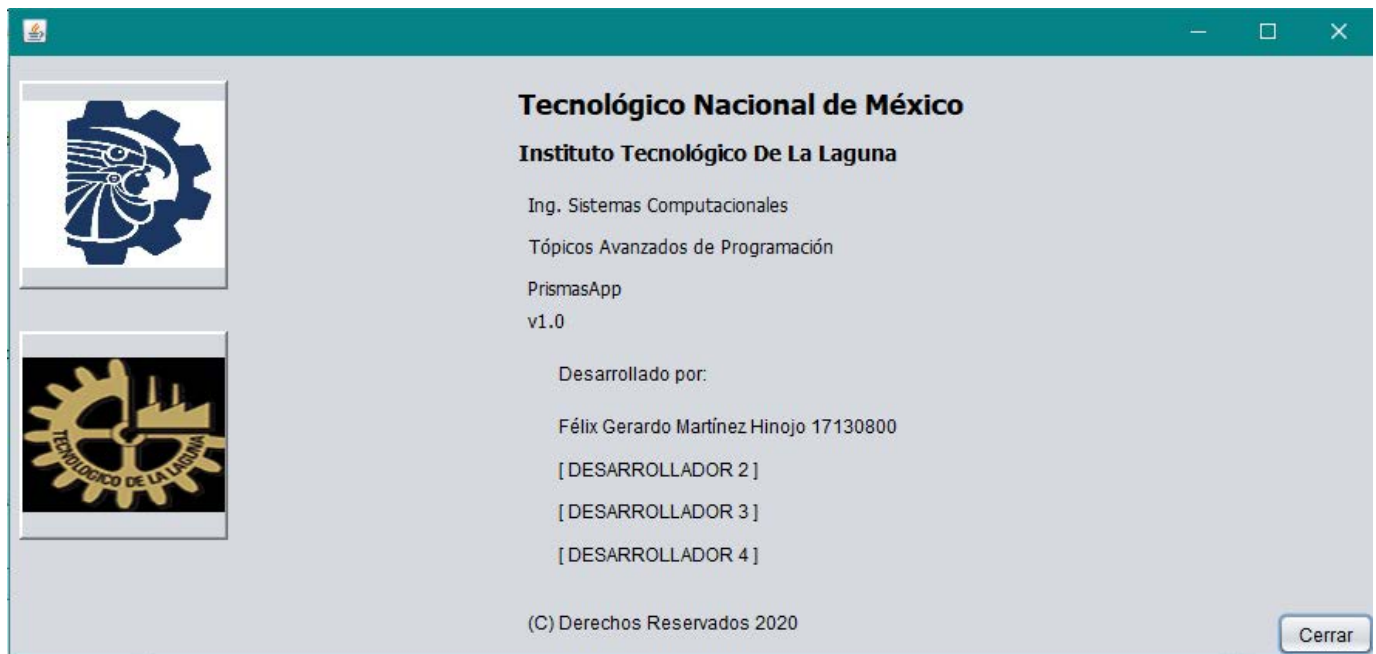 Tecnológico Nacional de México
Instituto Tecnológico De La Laguna
Ing. Sistemas Computacionales
Tópicos Avanzados de Programación
PrismasApp
v1.0
Desarrollado por:
Félix Gerardo Martínez Hinojo 17130800
[ DESARROLLADOR 2 ]
[ DESARROLLADOR 3 ]
[ DESARROLLADOR 4 ]
TECNOLOGICO DE LA LAGUNA
(C) Derechos Reservados 2020
Cerrar